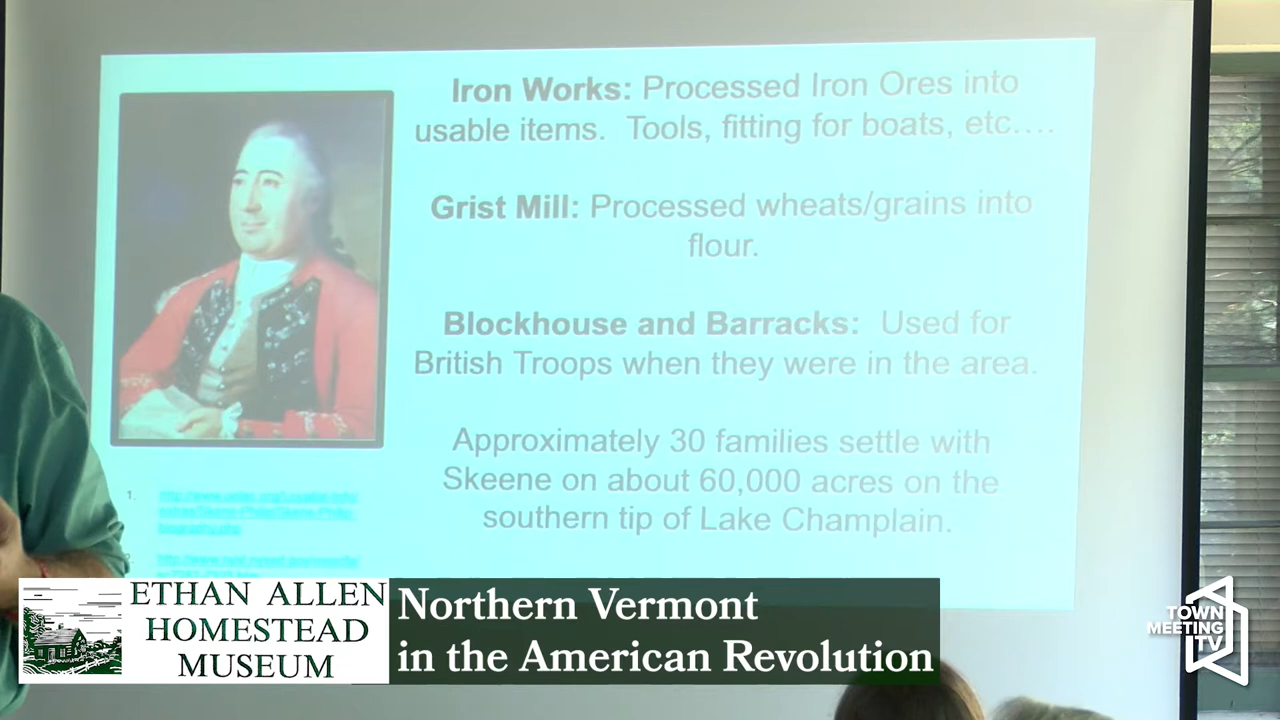 Iron Works: Processed Iron Ores into
usable items. Tools, fitting for boats, etc....
Grist Mill: Processed wheats/grains into
flour.
Blockhouse and Barracks: Used for
British Troops when they were in the area.
Approximately 30 families settle with
Skeene on about 60,000 acres on the
southern tip of Lake Champlain.
1.
ETHAN ALLEN
HOMESTEAD
MUSEUM
Northern Vermont
in the American Revolution
TOWN
MEETING
TV